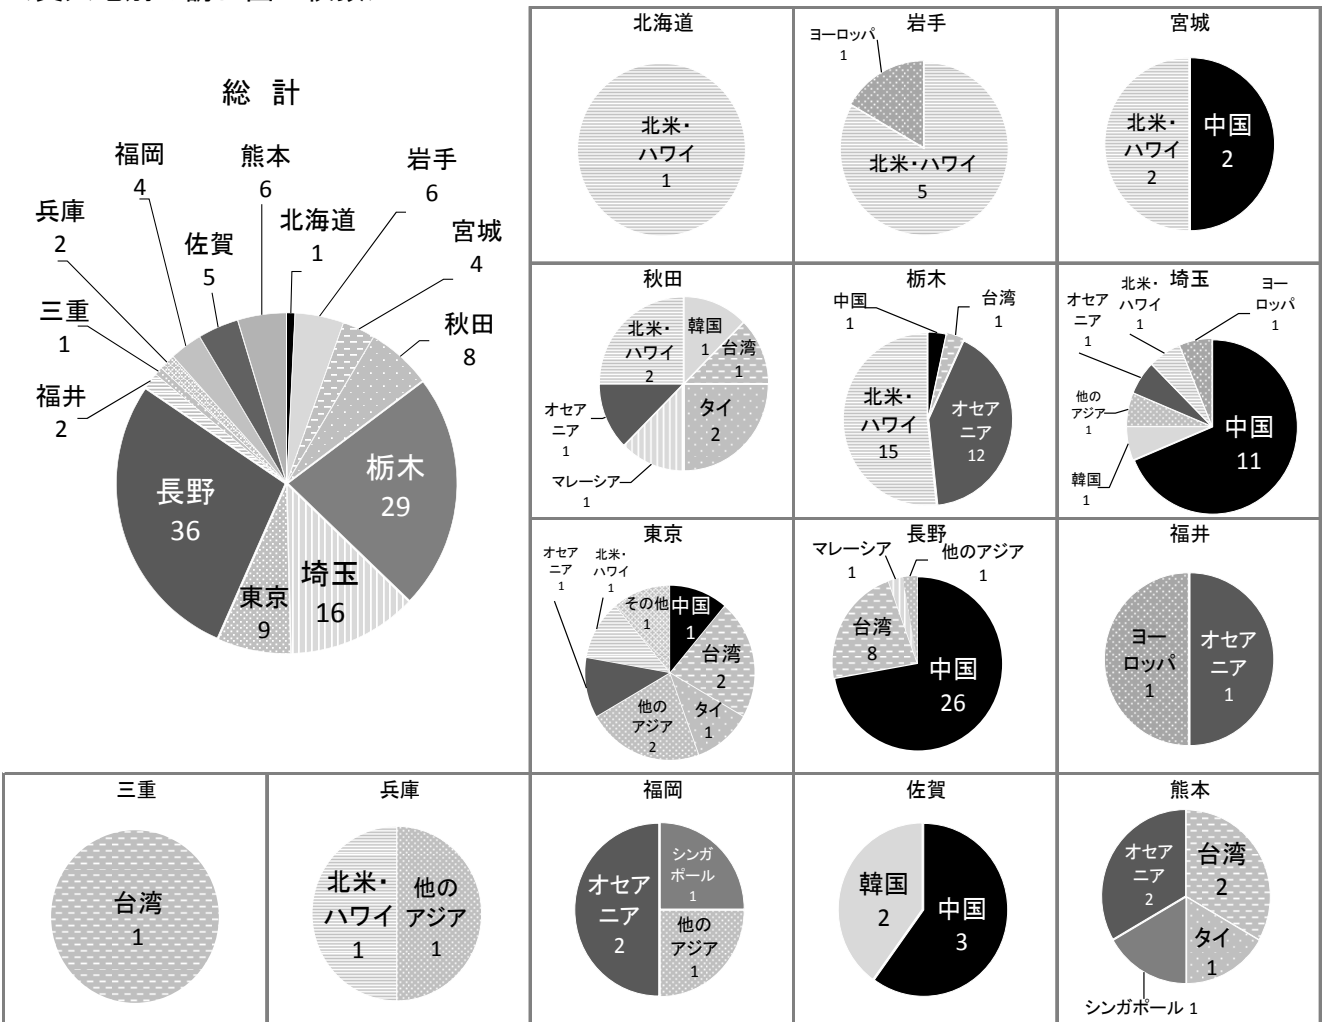 総 計
北海道
1
岩手
6
宮城
4
秋田
8
栃木
29
埼玉
16
東京
9
長野
36
福井
2
三重
1
兵庫
2
福岡
4
佐賀
5
熊本
6
北海道
北米・
ハワイ
1
岩手
ヨーロッパ
1
北米・ハワイ
5
宮城
北米・
ハワイ
2
中国
2
秋田
北米・
ハワイ
2
韓国
1
台湾
1
タイ
2
マレーシア
1
オセア
ニア
1
栃木
中国
1
台湾
1
オセア
ニア
12
北米・
ハワイ
15
埼玉
ヨー
ロッパ
1
北米・
ハワイ
1
オセア
ニア
1
他の
アジア
1
韓国
1
中国
11
東京
オセア
ニア
1
北米・
ハワイ
1
その他
1
中国
1
台湾
2
タイ
1
他の
アジア
2
長野
マレーシア
1
他のアジア
1
台湾
8
中国
26
福井
ヨー
ロッパ
1
オセア
ニア
1
三重
台湾
1
兵庫
北米・
ハワイ
1
他の
アジア
1
福岡
オセア
ニア
2
シンガ
ポール
1
他の
アジア
1
佐賀
韓国
2
中国
3
熊本
オセア
ニア
2
台湾
2
タイ
1
シンガポール 1